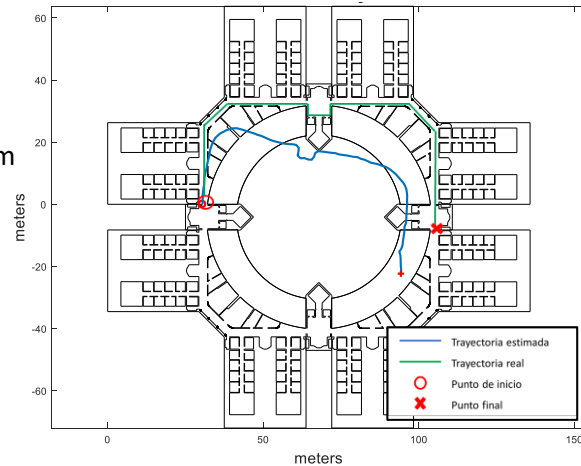 60
40
20
0
-20
-40
-60
m
meters
0
50
100
150
meters
Trayectoria estimada
Trayectoria real
Punto de inicio
Punto final